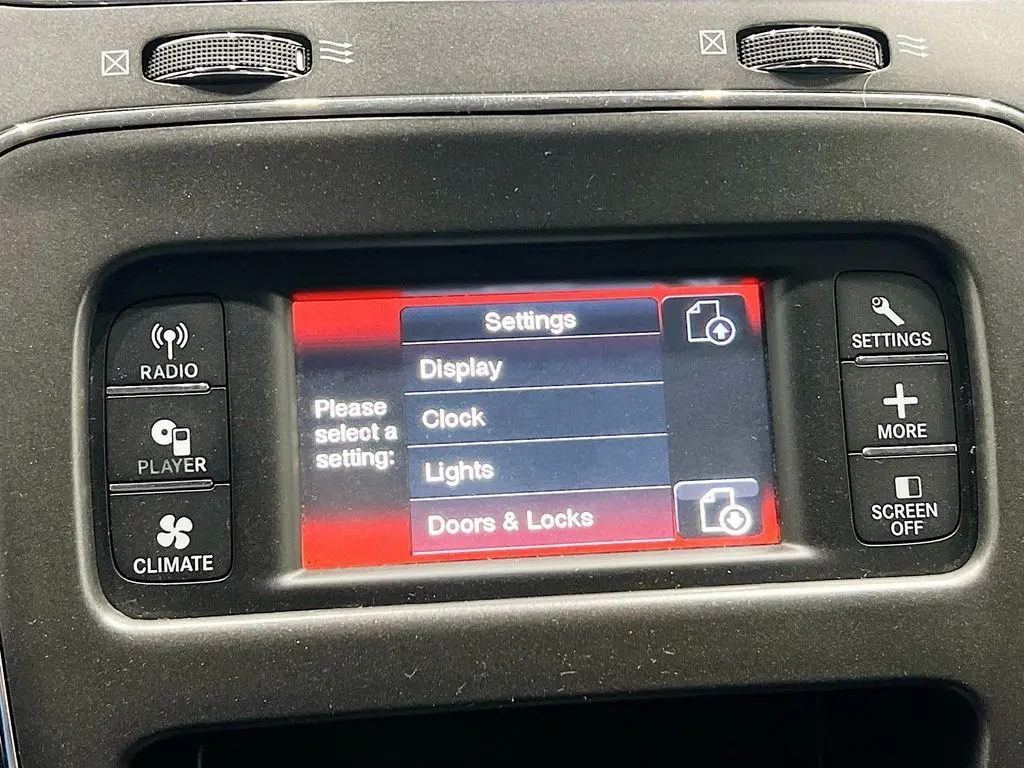 RADIO
PLAYER
CLIMATE
Please
select a
setting:
Settings
Display
Clock
Lights
Doors & Locks
SETTINGS
MORE
SCREEN
OFF